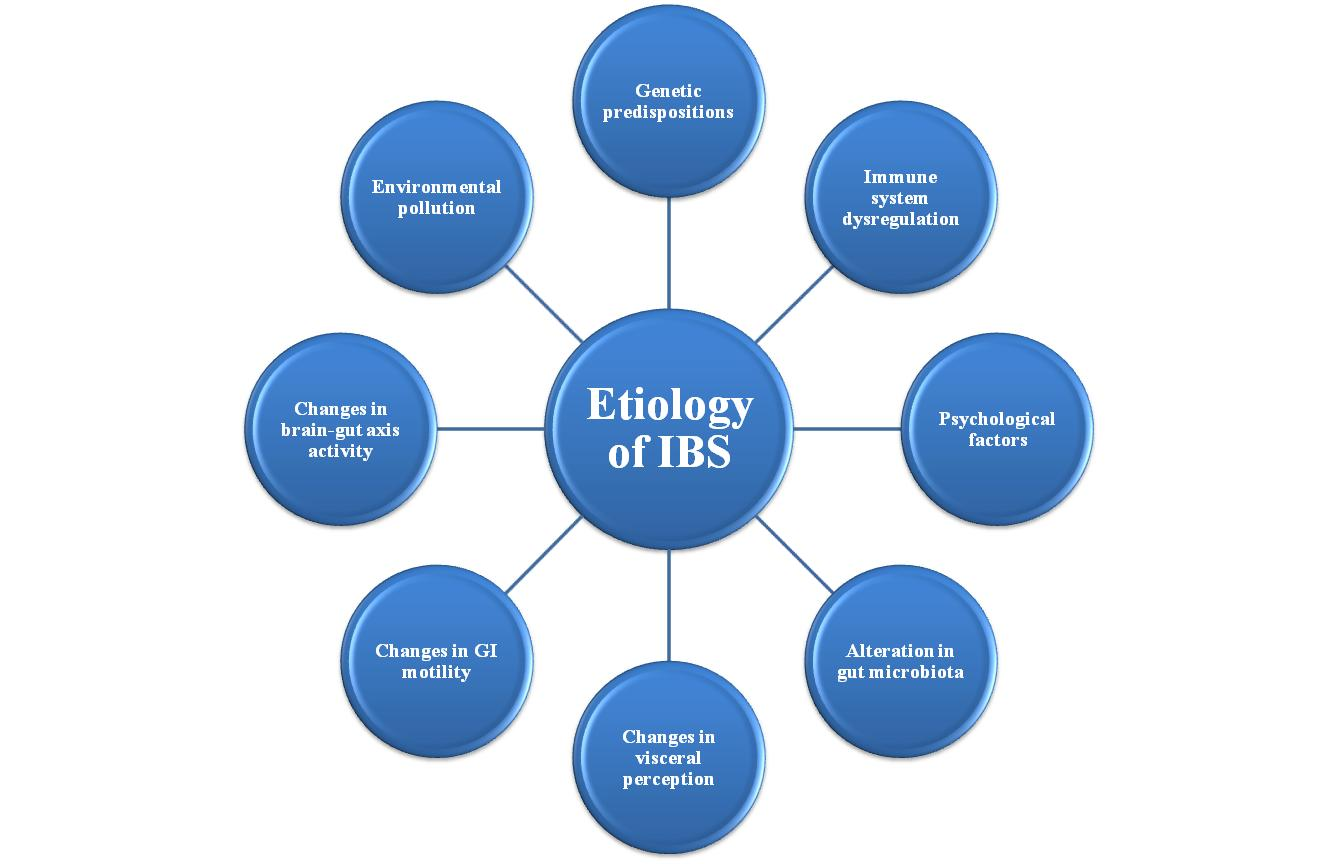 Genetic
predispositions
Immune
system
dysregulation
Psychological
factors
Alteration in
gut microbiota
Changes in
visceral
perception
Changes in GI
motility
Changes in
brain-gut axis
activity
Environmental
pollution
Etiology
of IBS